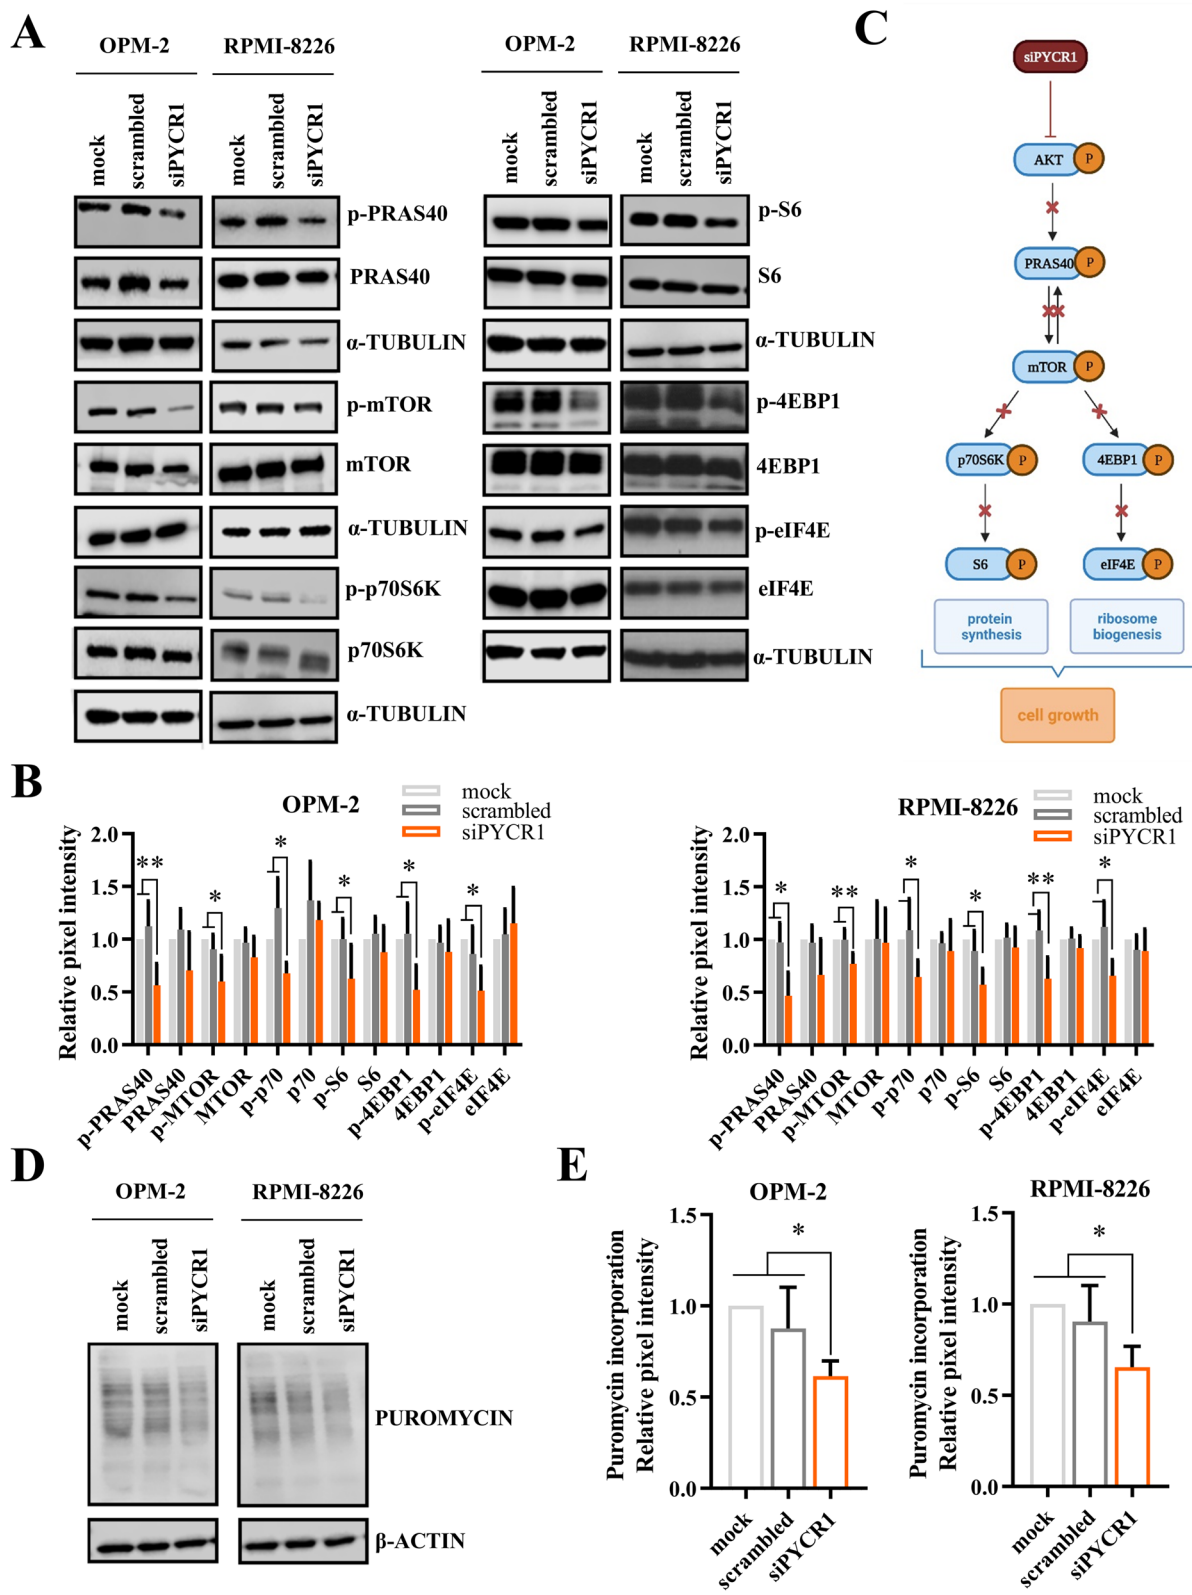 A
OPM-2
RPMI-8226
mock
scrambled
siPYCR1
mock
scrambled
siPYCR1
p-PRAS40
PRAS40
α-TUBULIN
p-mTOR
mTOR
α-TUBULIN
p-p70S6K
p70S6K
α-TUBULIN
OPM-2
RPMI-8226
mock
scrambled
siPYCR1
mock
scrambled
siPYCR1
p-S6
S6
α-TUBULIN
p-4EBP1
4EBP1
p-eIF4E
eIF4E
α-TUBULIN
C
siPYCR1
AKT P
PRAS40 P
mTOR P
p70S6K P
4EBP1 P
S6 P
eIF4E P
protein
synthesis
ribosome
biogenesis
cell growth
B
OPM-2
mock
scrambled
siPYCR1
Relative pixel intensity
2.0
1.5
1.0
0.5
0.0
**
*
*
*
*
*
p-PRAS40
PRAS40
p-MTOR
MTOR
p-p70
p70
p-S6
S6
p-4EBP1
4EBP1
p-eIF4E
eIF4E
RPMI-8226
mock
scrambled
siPYCR1
Relative pixel intensity
2.0
1.5
1.0
0.5
0.0
*
**
*
*
**
*
p-PRAS40
PRAS40
p-MTOR
MTOR
p-p70
p70
p-S6
S6
p-4EBP1
4EBP1
p-eIF4E
eIF4E
D
OPM-2
RPMI-8226
mock
scrambled
siPYCR1
mock
scrambled
siPYCR1
PUROMYCIN
β-ACTIN
E
OPM-2
Puromycin incorporation
Relative pixel intensity
1.5
1.0
0.5
0.0
*
mock
scrambled
siPYCR1
RPMI-8226
Puromycin incorporation
Relative pixel intensity
1.5
1.0
0.5
0.0
*
mock
scrambled
siPYCR1